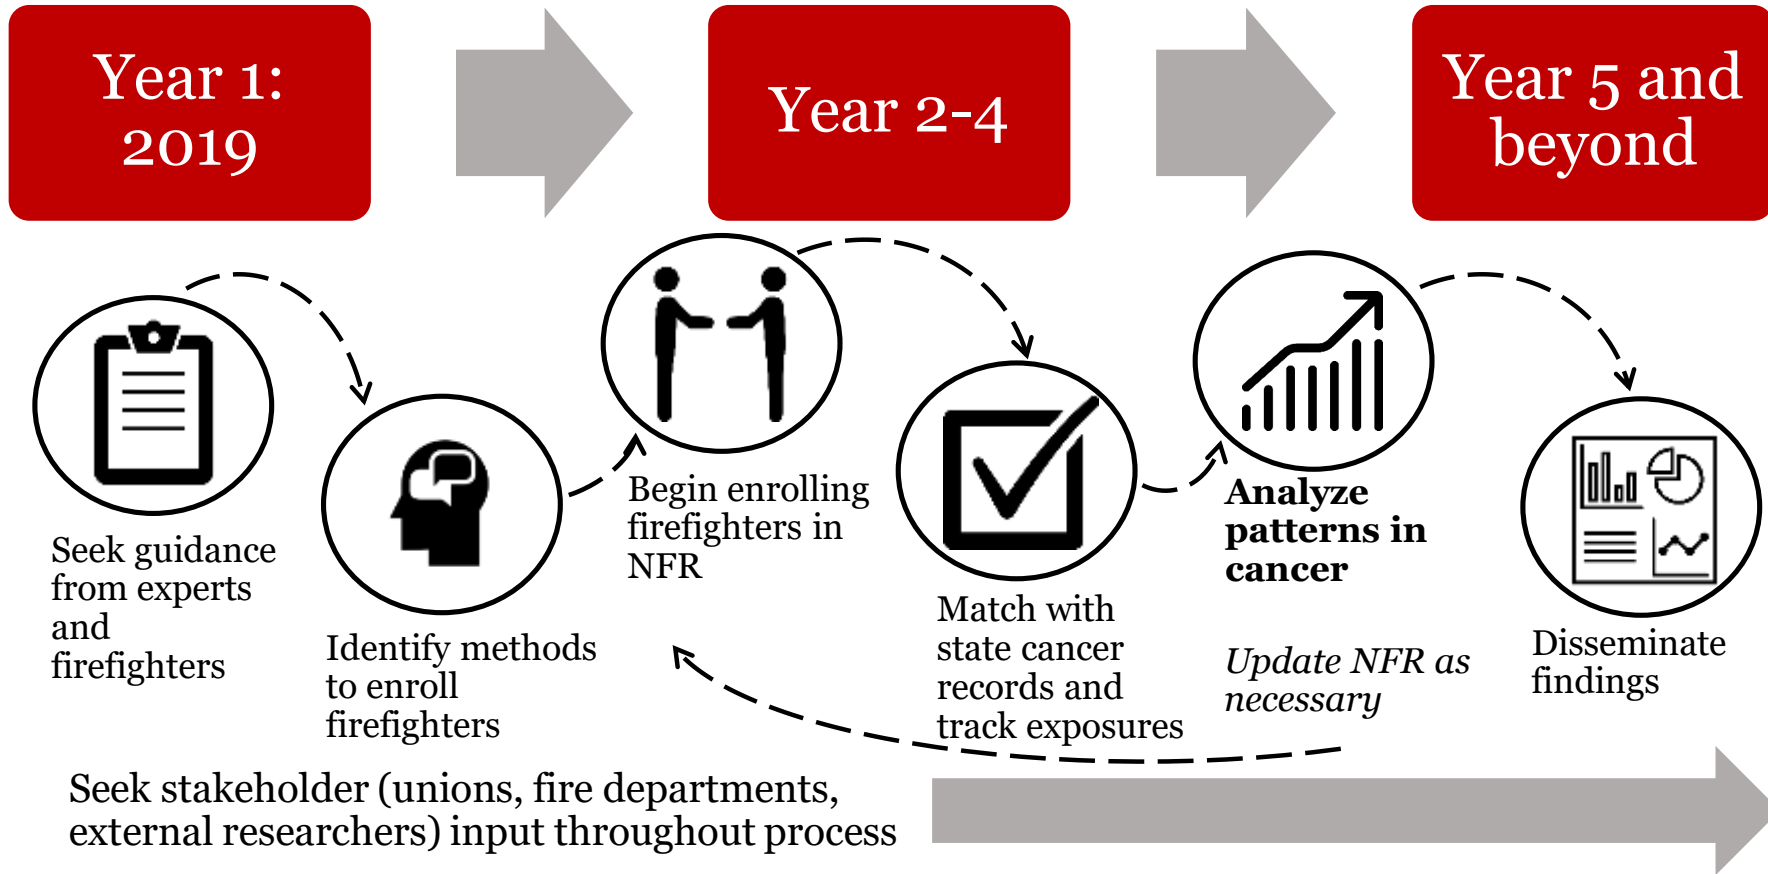 Year 1:
2019
Year 2-4
Year 5 and
beyond
Seek guidance
from experts
and
firefighters
Identify methods
to enroll
firefighters
Begin enrolling
firefighters in
NFR
Match with
state cancer
records and
track exposures
Analyze
patterns in
cancer
Update NFR as
necessary
Disseminate
findings
Seek stakeholder (unions, fire departments,
external researchers) input throughout process